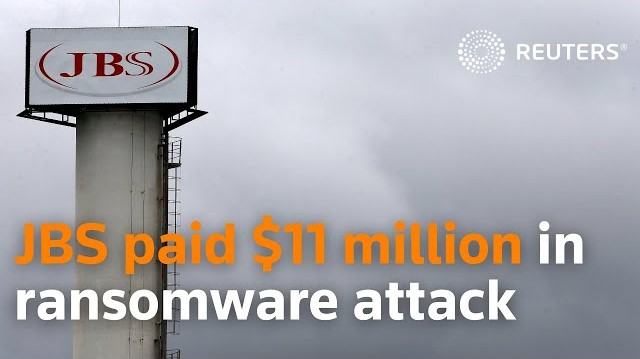 JBS
REUTERS®
JBS paid $11 million in
ransomware attack